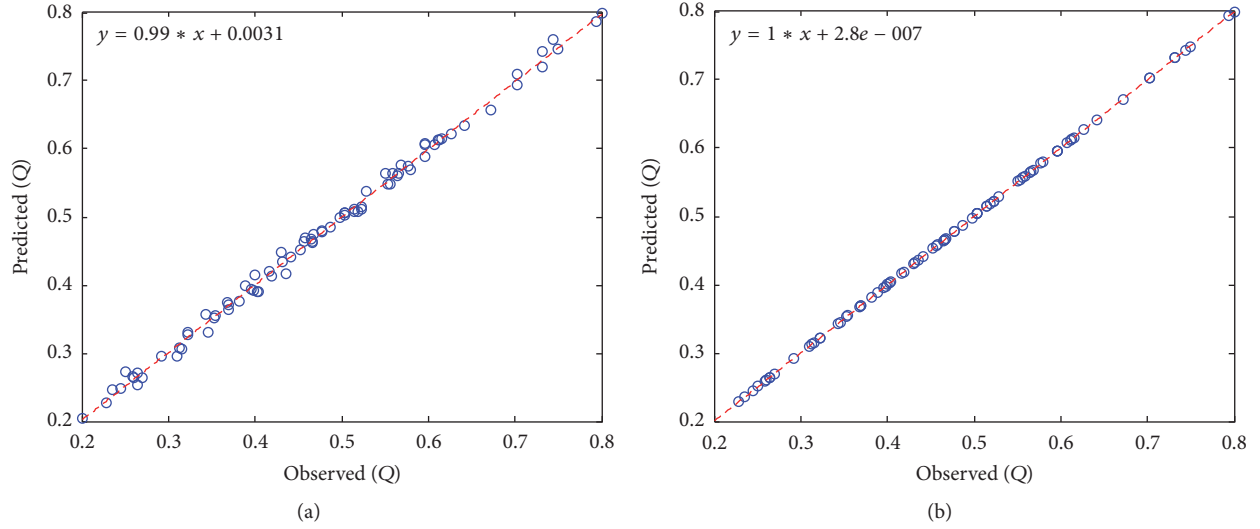 y = 0.99 ∗ x + 0.0031
0.8
0.7
0.6
0.5
0.4
0.3
0.2
Predicted (Q)
0.2 0.3 0.4 0.5 0.6 0.7 0.8
Observed (Q)
(a)
y = 1 ∗ x + 2.8e − 007
0.8
0.7
0.6
0.5
0.4
0.3
0.2
Predicted (Q)
0.2 0.3 0.4 0.5 0.6 0.7 0.8
Observed (Q)
(b)